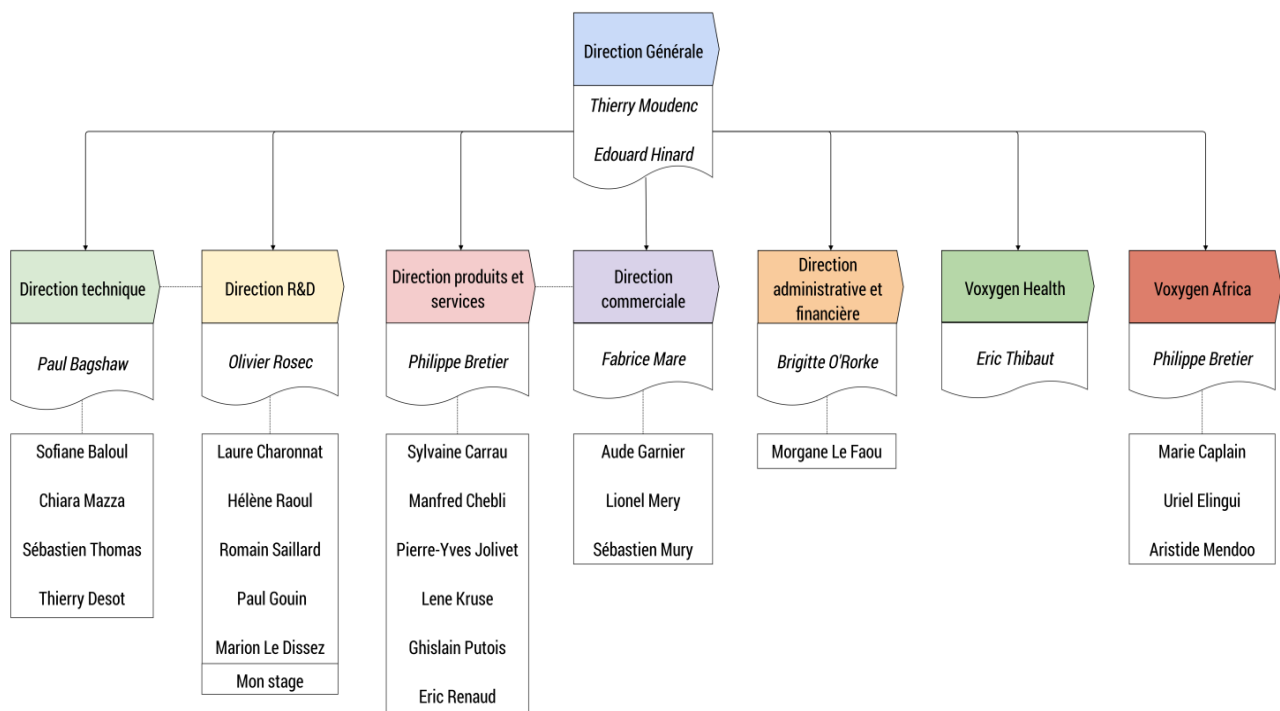 Direction Générale
Thierry Moudenc
Edouard Hinard
Direction technique
Paul Bagshaw
Sofiane Baloul
Chiara Mazza
Sébastien Thomas
Thierry Desot
Direction R&D
Olivier Rosec
Laure Charonnat
Hélène Raoul
Romain Saillard
Paul Gouin
Marion Le Dissez
Mon stage
Direction produits et
services
Philippe Bretier
Sylvaine Carrau
Manfred Chebli
Pierre-Yves Jolivet
Lene Kruse
Ghislain Putois
Eric Renaud
Direction
commerciale
Fabrice Mare
Aude Garnier
Lionel Mery
Sébastien Mury
Direction
administrative et
financière
Brigitte O'Rorke
Morgane Le Faou
Voxygen Health
Eric Thibaut
Voxygen Africa
Philippe Bretier
Marie Caplain
Uriel Elingui
Aristide Mendoo